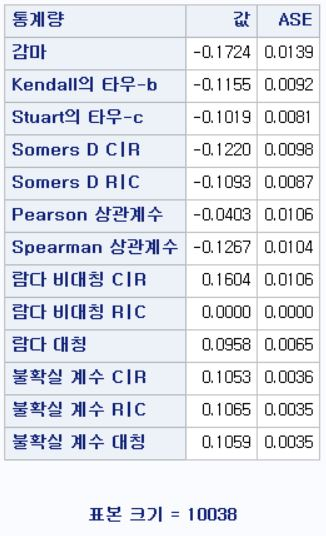 통계량 값 ASE
감마 -0.1724 0.0139
Kendall의 타우-b -0.1155 0.0092
Stuart의 타우-c -0.1019 0.0081
Somers D C|R -0.1220 0.0098
Somers D R|C -0.1093 0.0087
Pearson 상관계수 -0.0403 0.0106
Spearman 상관계수 -0.1267 0.0104
람다 비대칭 C|R 0.1604 0.0106
람다 비대칭 R|C 0.0000 0.0000
람다 대칭 0.0958 0.0065
불확실 계수 C|R 0.1053 0.0036
불확실 계수 R|C 0.1065 0.0035
불확실 계수 대칭 0.1059 0.0035
표본 크기 = 10038